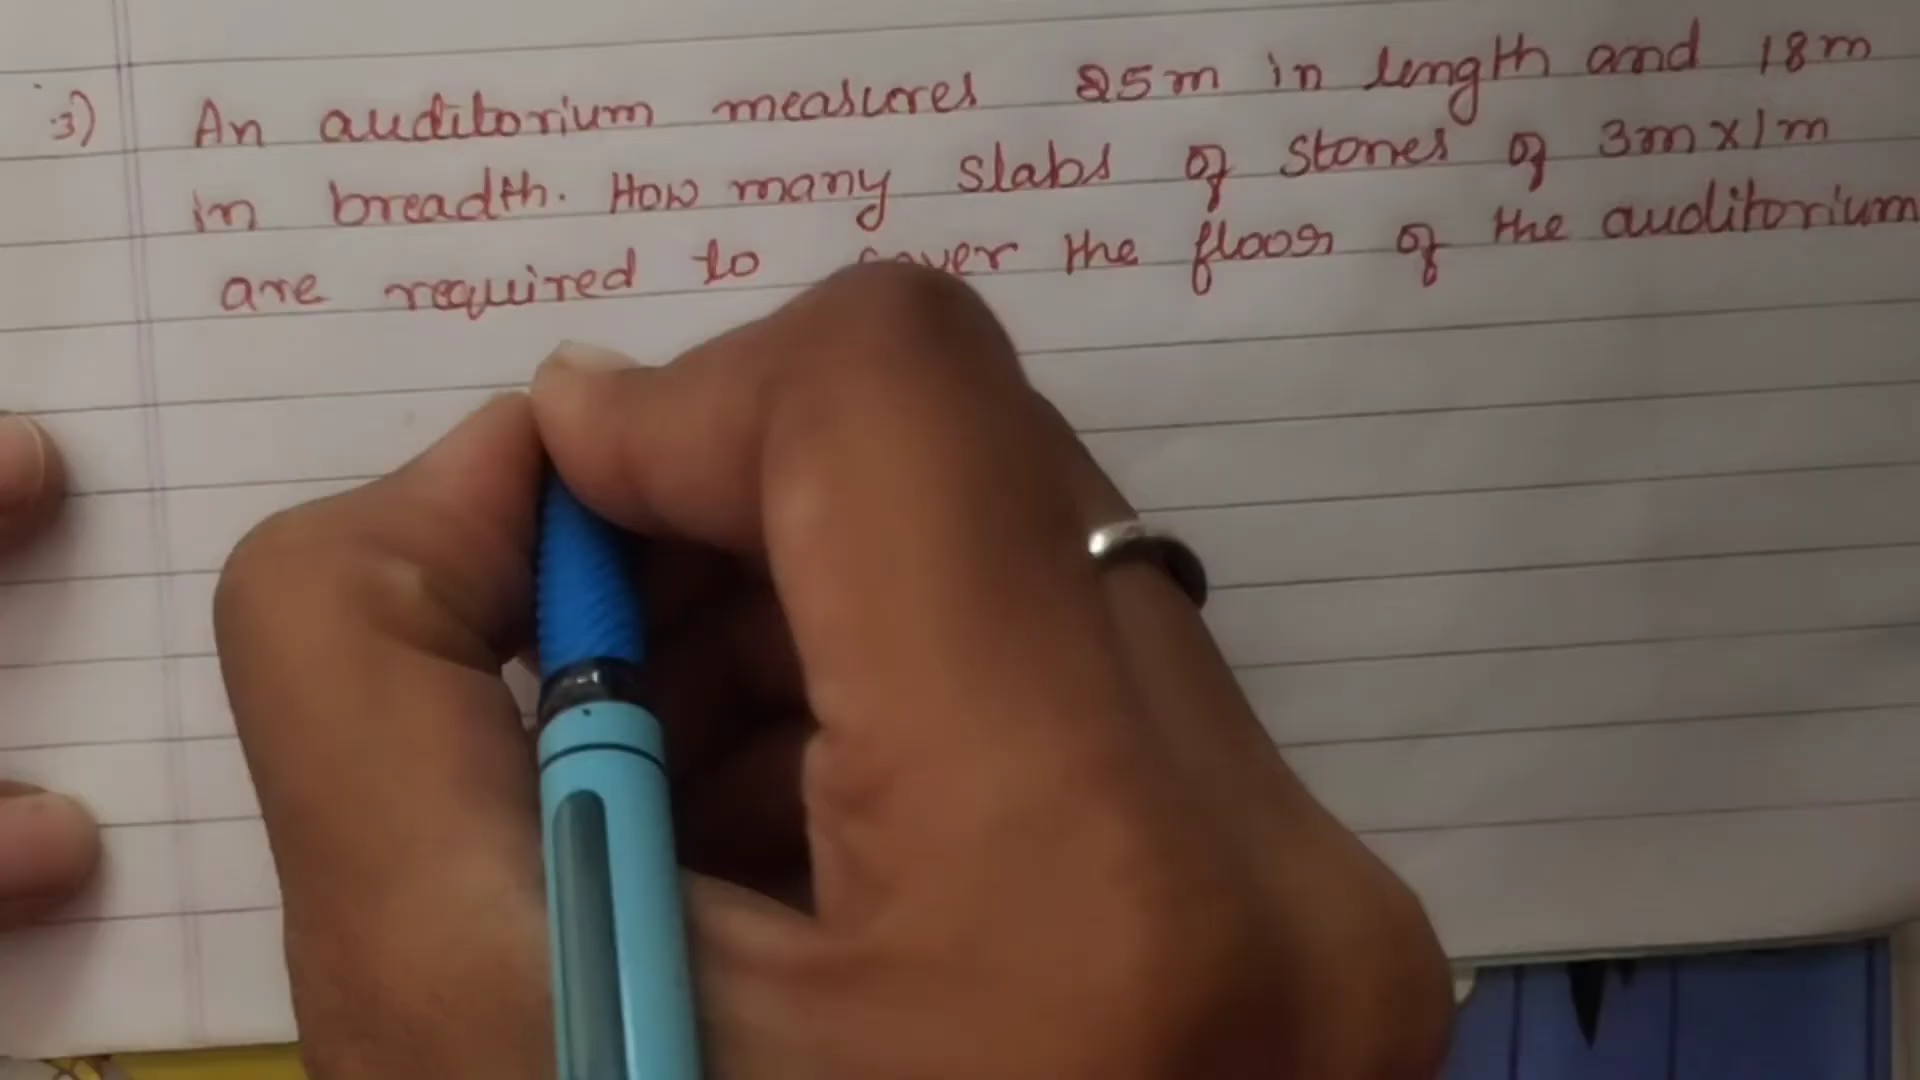 3) An auditorium measures 25m in length and 18m
in breadth. How many slabs of stones of 3m x 1m
are required to cover the floor of the auditorium